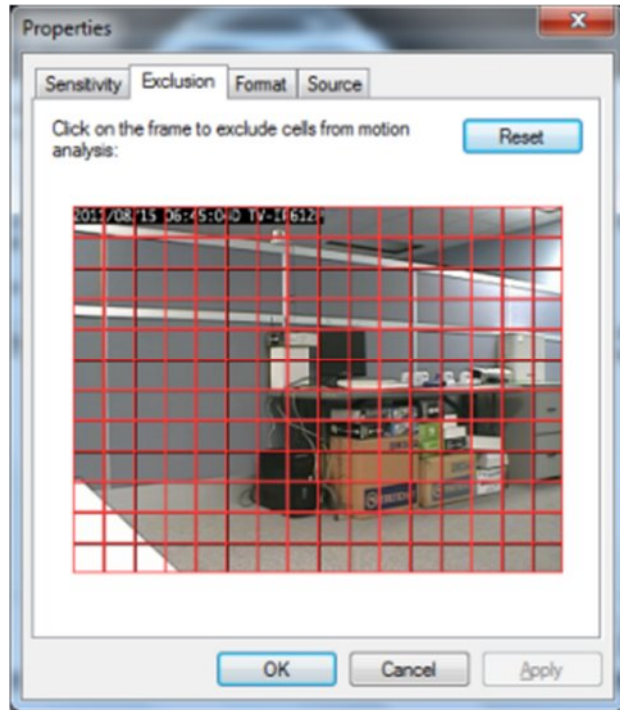 Properties
Sensitivity Exclusion Format Source
Click on the frame to exclude cells from motion
analysis:
Reset
OK Cancel Apply